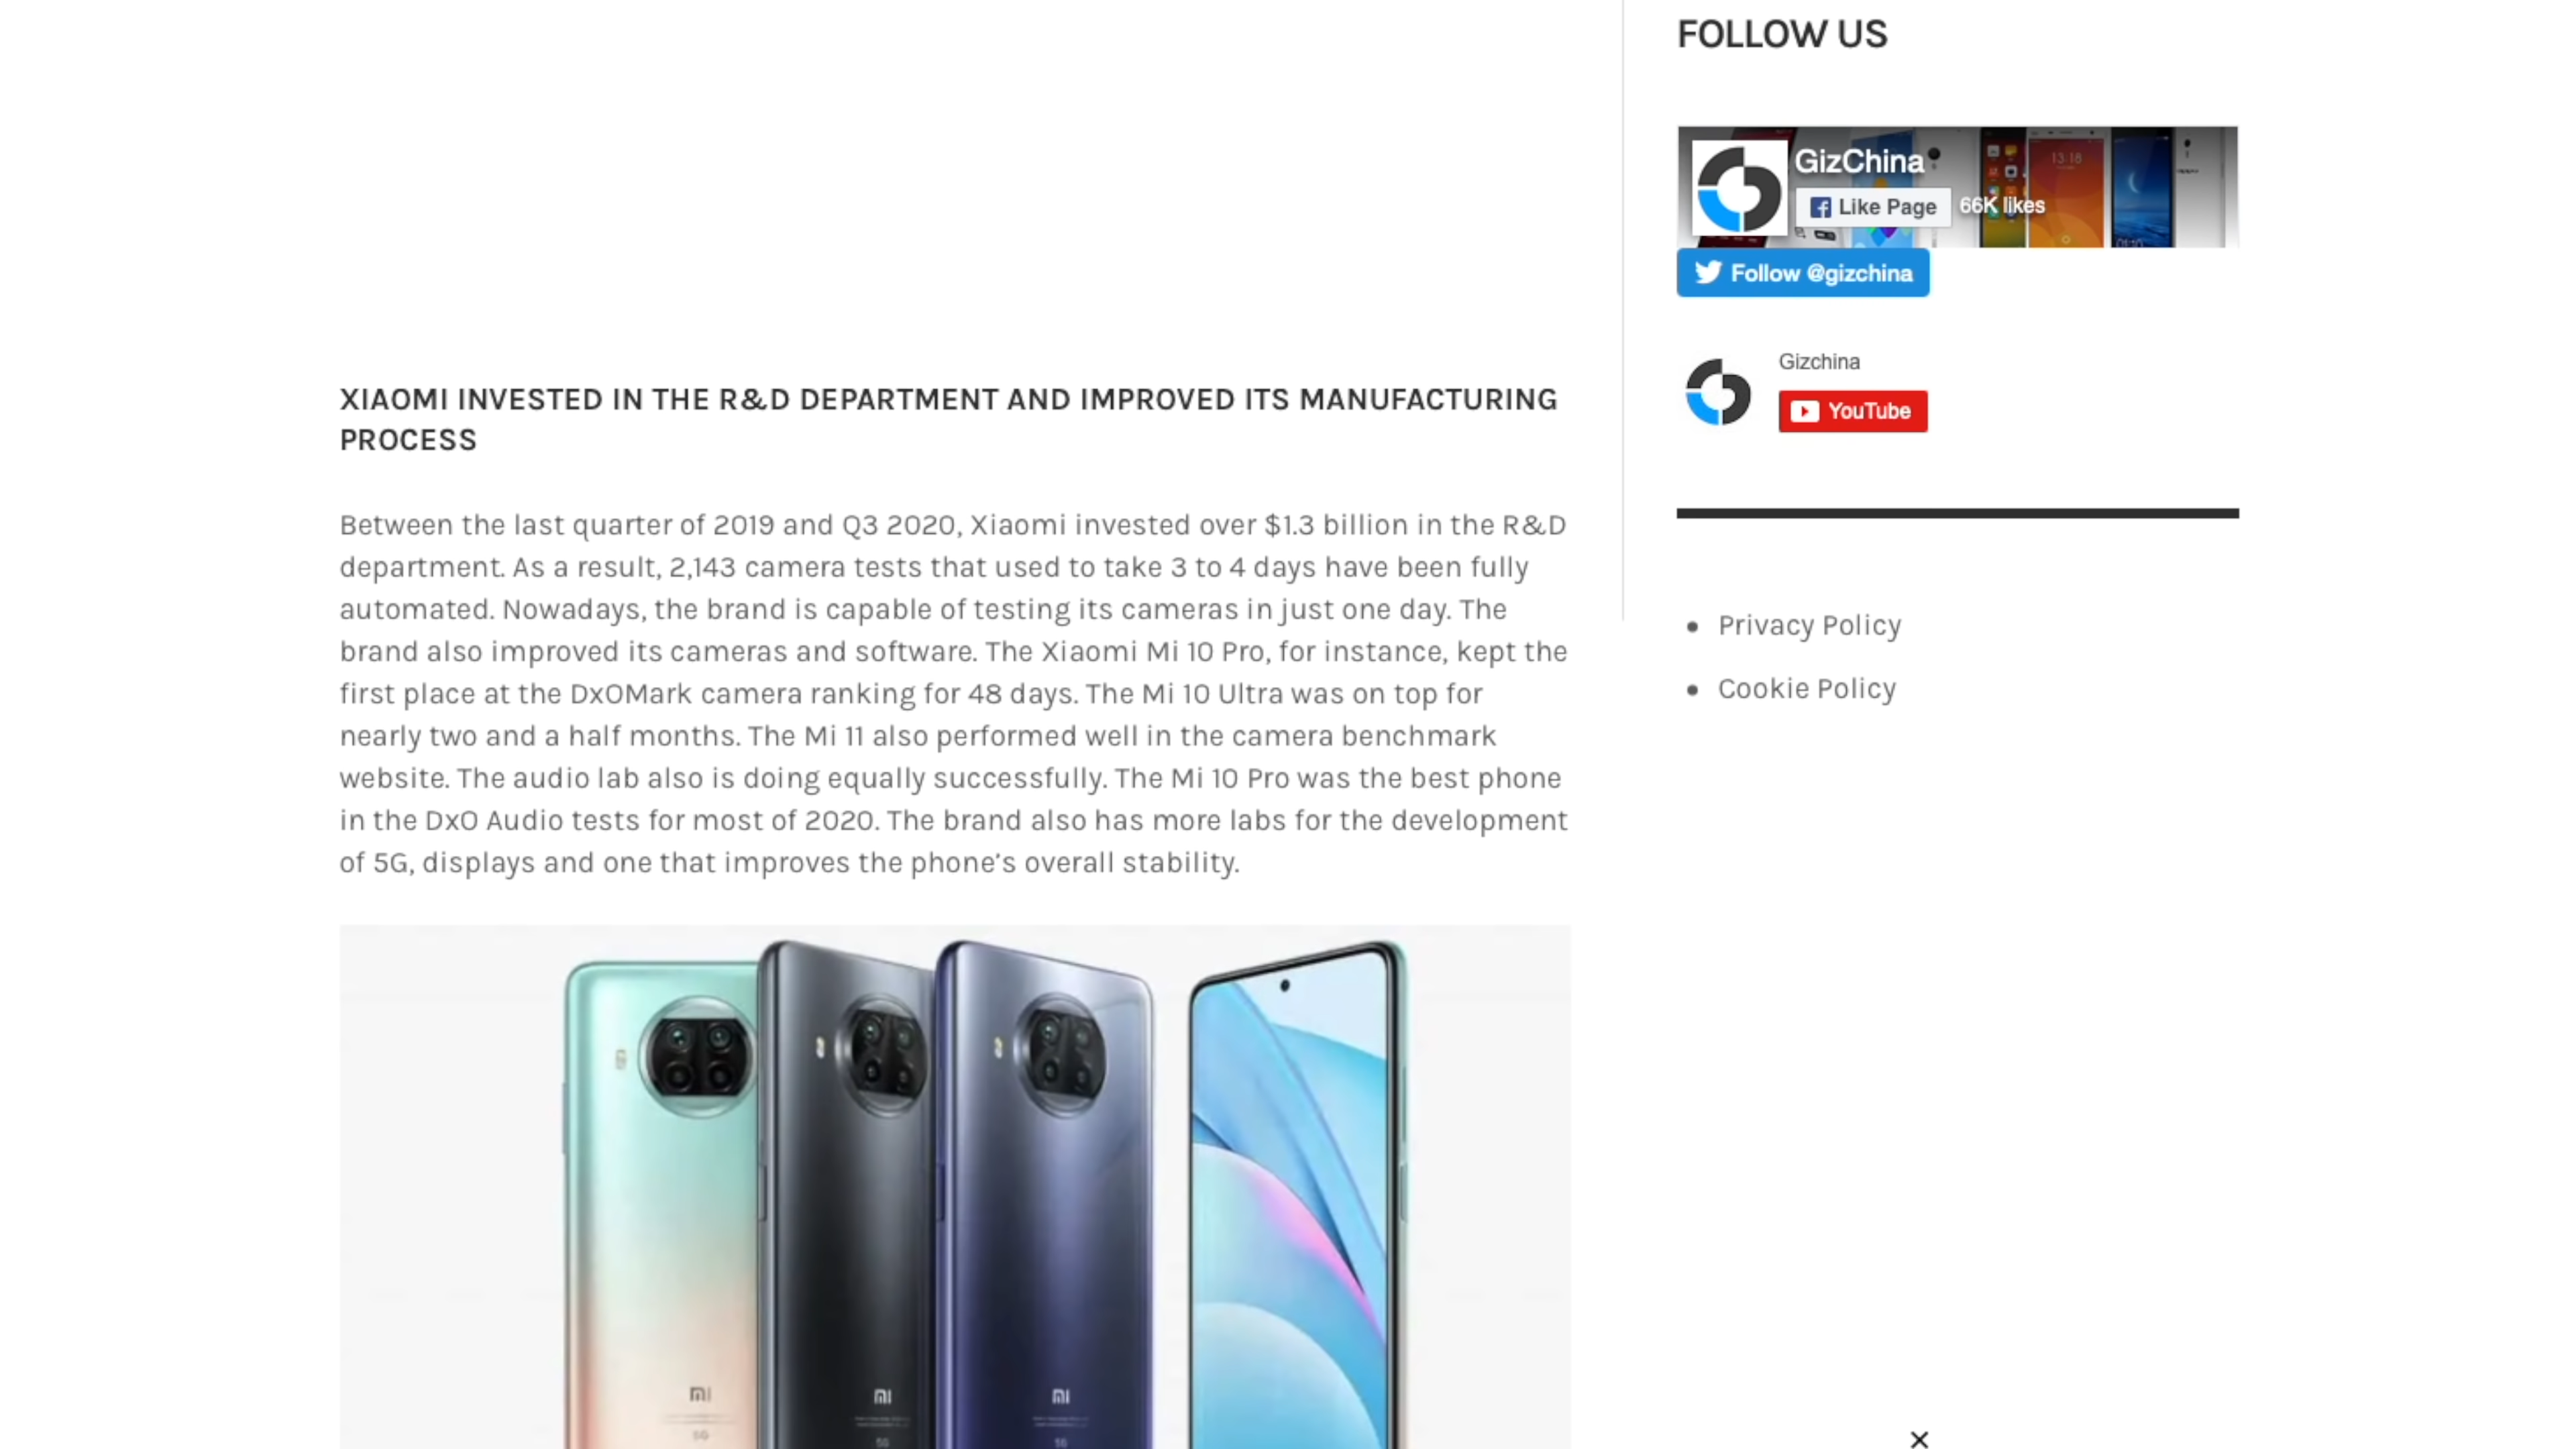 FOLLOW US
GizChina
Like Page
66K likes
13:18
Follow @gizchina
Gizchina
YouTube
XIAOMI INVESTED IN THE R&D DEPARTMENT AND IMPROVED ITS MANUFACTURING
PROCESS
Between the last quarter of 2019 and Q3 2020, Xiaomi invested over $1.3 billion in the R&D
department. As a result, 2,143 camera tests that used to take 3 to 4 days have been fully
automated. Nowadays, the brand is capable of testing its cameras in just one day. The
brand also improved its cameras and software. The Xiaomi Mi 10 Pro, for instance, kept the
first place at the DxOMark camera ranking for 48 days. The Mi 10 Ultra was on top for
nearly two and a half months. The Mi 11 also performed well in the camera benchmark
website. The audio lab also is doing equally successfully. The Mi 10 Pro was the best phone
in the DxO Audio tests for most of 2020. The brand also has more labs for the development
of 5G, displays and one that improves the phone’s overall stability.
• Privacy Policy
• Cookie Policy
MI
MI
MI
5G
5G